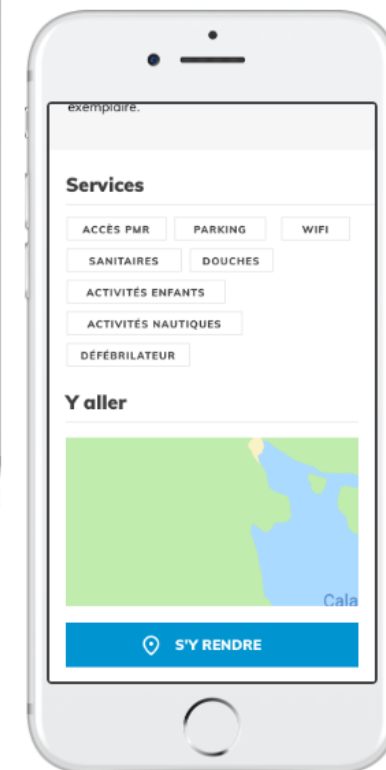 exemplaire.
Services
ACCÈS PMR PARKING WIFI
SANITAIRES DOUCHES
ACTIVITÉS ENFANTS
ACTIVITÉS NAUTIQUES
DÉFÉBRILATEUR
Y aller
Cala
S'Y RENDRE